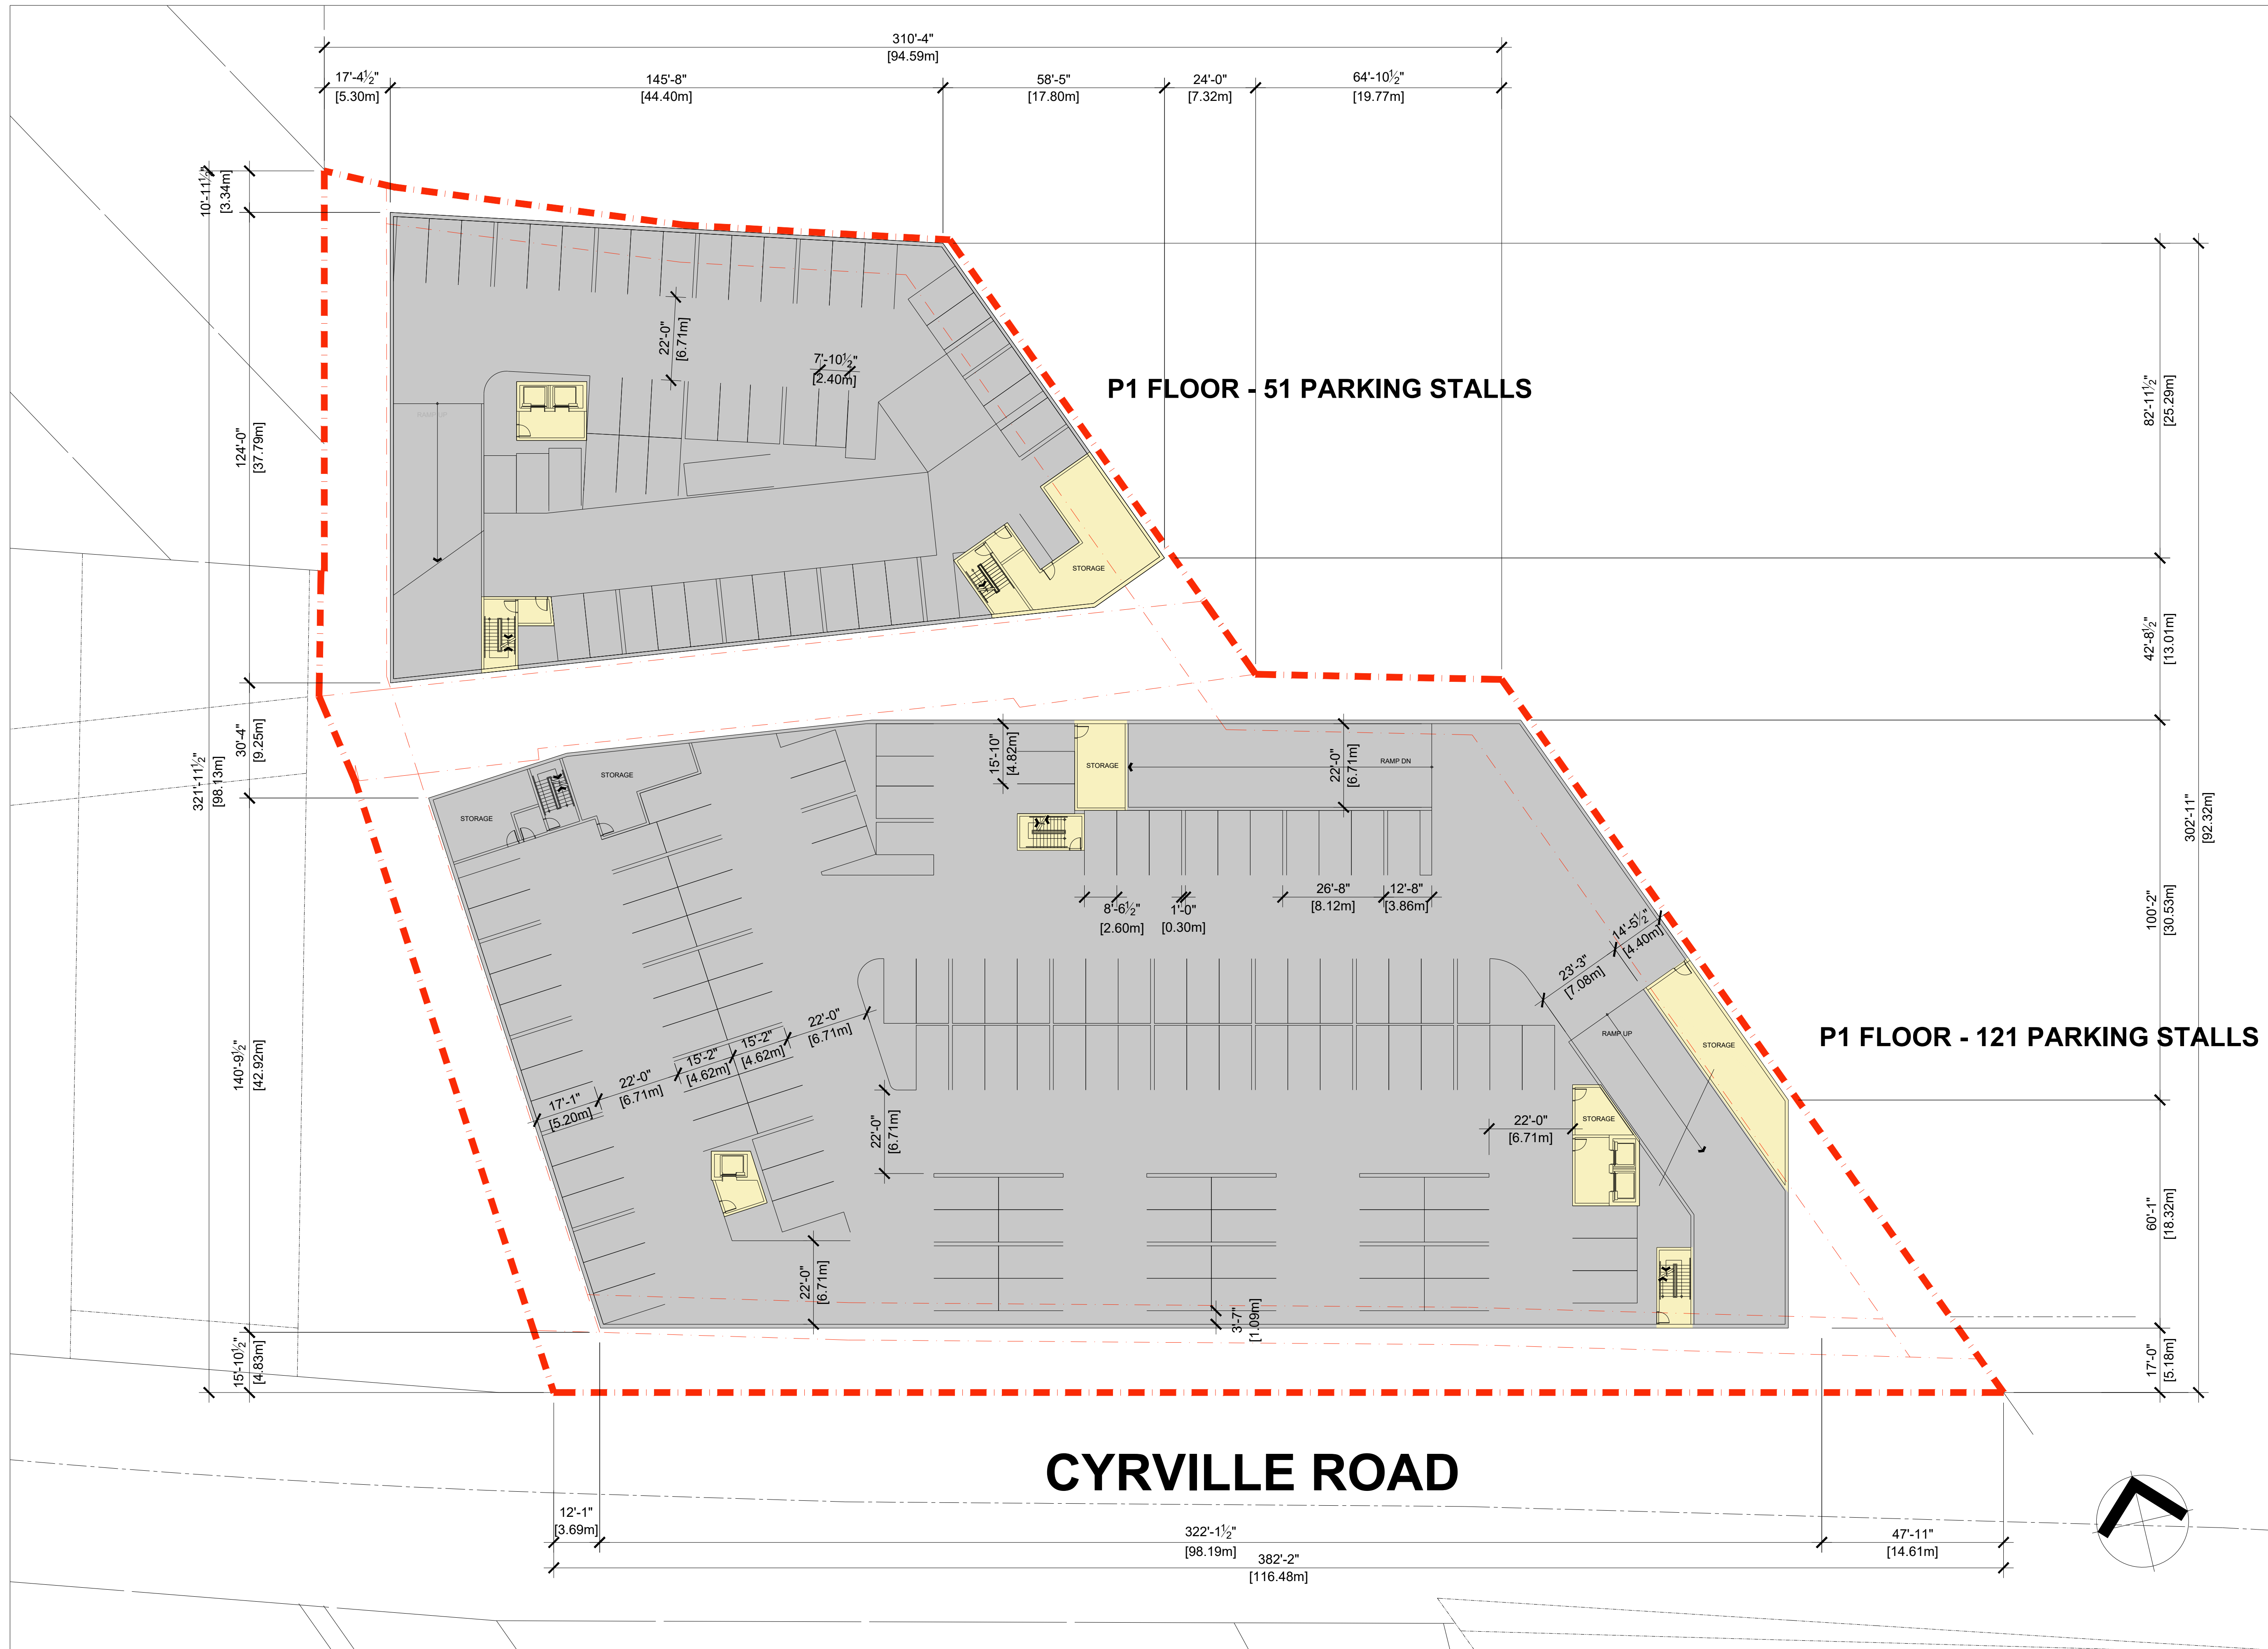 310'-4"
[94.59m]
17'-4½"
[5.30m]
145'-8"
[44.40m]
58'-5"
[17.80m]
24'-0"
[7.32m]
64'-10½"
[19.77m]
10'-11½"
[3.34m]
124'-0"
[37.79m]
30'-4"
[9.25m]
321'-11½"
[98.13m]
140'-9½"
[42.92m]
15'-10½"
[4.83m]
RAMP UP
22'-0"
[6.71m]
7'-10½"
[2.40m]
P1 FLOOR - 51 PARKING STALLS
STORAGE
82'-11½"
[25.29m]
42'-8½"
[13.01m]
302'-11"
[92.32m]
100'-2"
[30.53m]
60'-1"
[18.32m]
17'-0"
[5.18m]
STORAGE
STORAGE
15'-10"
[4.82m]
STORAGE
22'-0"
[6.71m]
RAMP DN
8'-6½"
[2.60m]
1'-0"
[0.30m]
26'-8"
[8.12m]
12'-8"
[3.86m]
14'-5½"
[4.40m]
23'-3"
[7.08m]
RAMP UP
STORAGE
P1 FLOOR - 121 PARKING STALLS
17'-1"
[5.20m]
22'-0"
[6.71m]
15'-2"
[4.62m]
15'-2"
[4.62m]
22'-0"
[6.71m]
22'-0"
[6.71m]
22'-0"
[6.71m]
STORAGE
22'-0"
[6.71m]
3'-7"
[1.09m]
CYRVILLE ROAD
12'-1"
[3.69m]
322'-1½"
[98.19m]
47'-11"
[14.61m]
382'-2"
[116.48m]